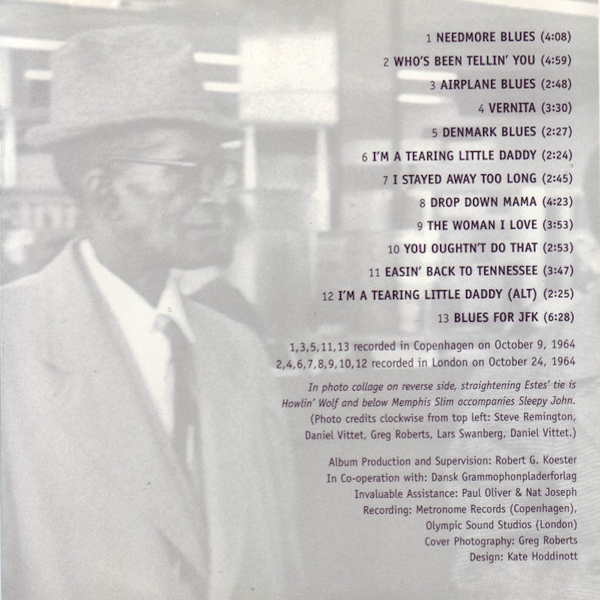 1 NEEDMORE BLUES (4:08)
2 WHO'S BEEN TELLIN' YOU (4:59)
3 AIRPLANE BLUES (2:48)
4 VERNITA (3:30)
5 DENMARK BLUES (2:27)
6 I'M A TEARING LITTLE DADDY (2:24)
7 I STAYED AWAY TOO LONG (2:45)
8 DROP DOWN MAMA (4:23)
9 THE WOMAN I LOVE (3:53)
10 YOU OUGHTN'T DO THAT (2:53)
11 EASIN' BACK TO TENNESSEE (3:47)
12 I'M A TEARING LITTLE DADDY (ALT) (2:25)
13 BLUES FOR JFK (6:28)
1,3,5,11,13 recorded in Copenhagen on October 9, 1964
2,4,6,7,8,9,10,12 recorded in London on October 24, 1964
In photo collage on reverse side, straightening Estes' tie is
Howlin' Wolf and below Memphis Slim accompanies Sleepy John.
(Photo credits clockwise from top left: Steve Remington,
Daniel Vittet, Greg Roberts, Lars Swanberg, Daniel Vittet.)
Album Production and Supervision: Robert G. Koester
In Co-operation with: Dansk Grammophonpladerforlag
Invaluable Assistance: Paul Oliver & Nat Joseph
Recording: Metronome Records (Copenhagen),
Olympic Sound Studios (London)
Cover Photography: Greg Roberts
Design: Kate Hoddinott